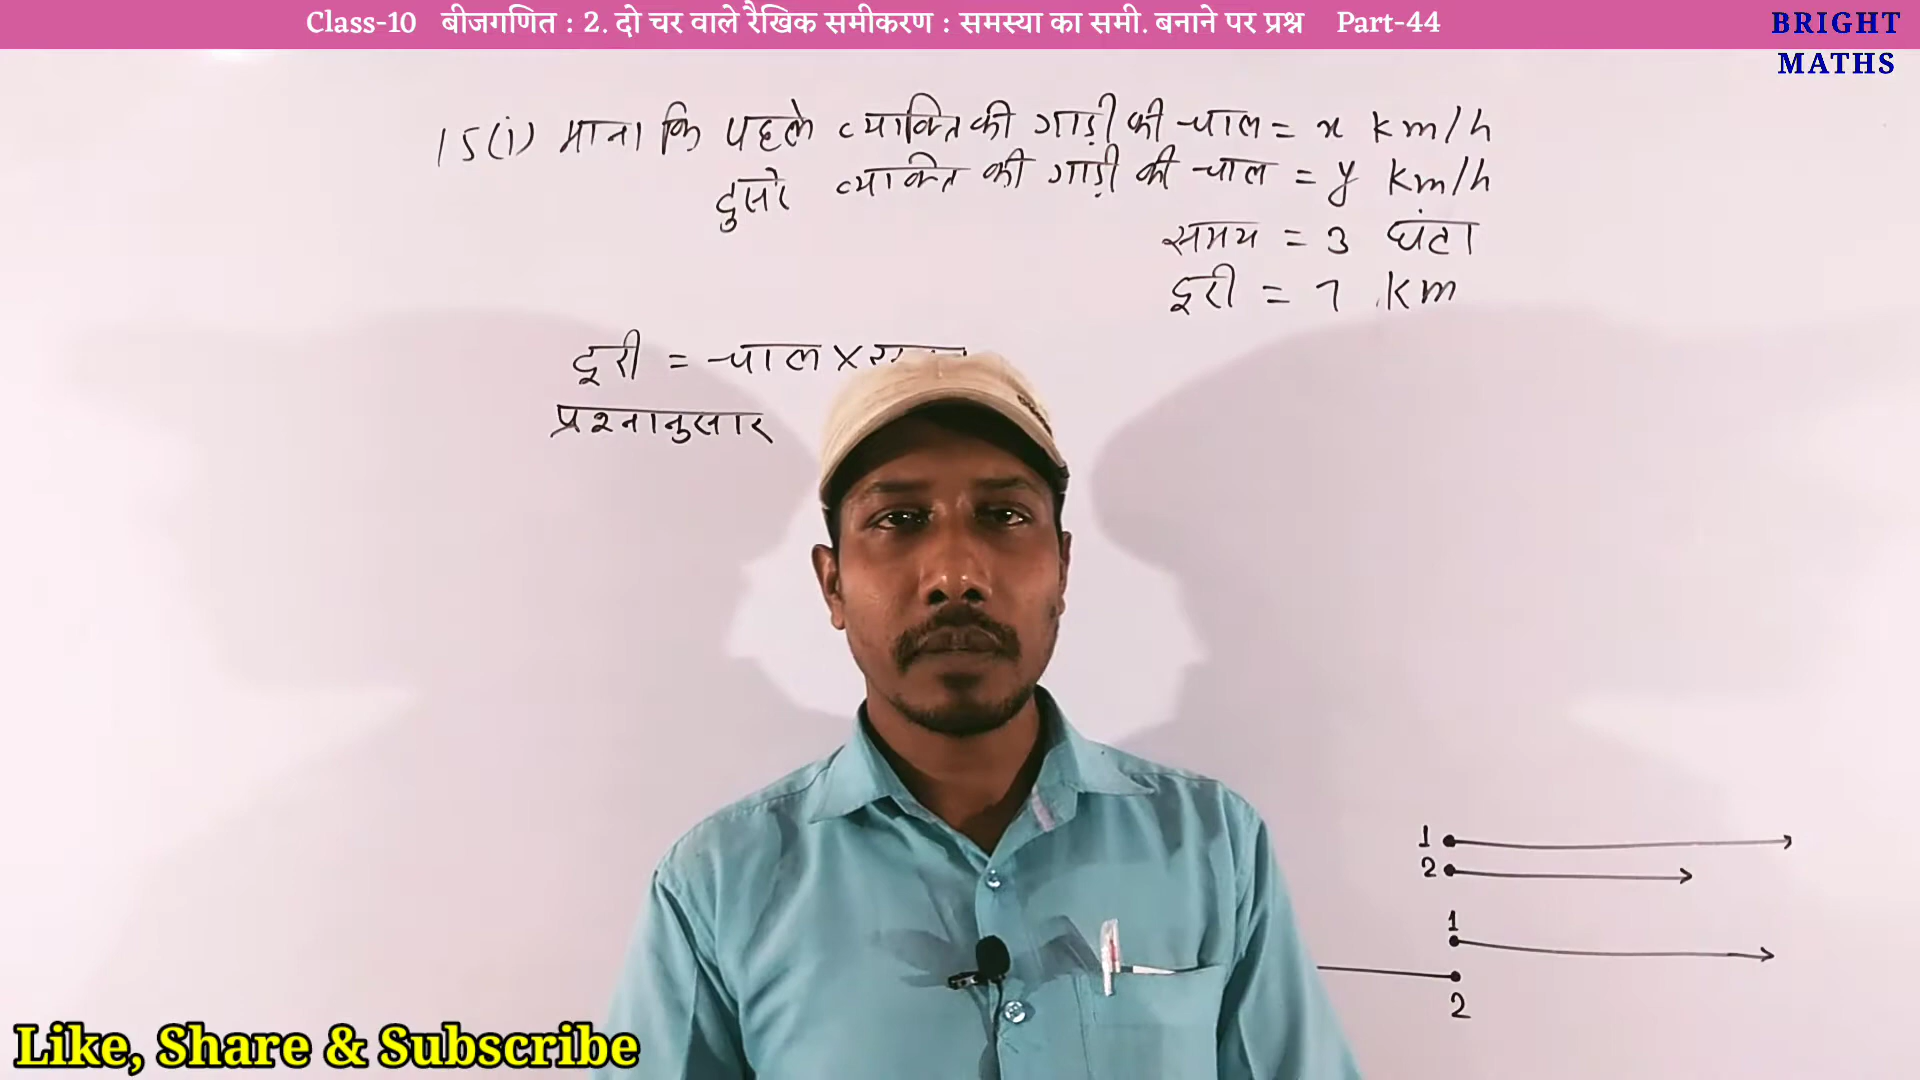 Class-10 बीजगणित : 2. दो चर वाले रैखिक समीकरण : समस्या का समी. बनाने पर प्रश्न Part-44
BRIGHT
MATHS
15(i) माना कि पहले व्यक्ति की गाड़ी की चाल = x km/h
दुसरे व्यक्ति की गाड़ी की चाल = y km/h
समय = 3 घंटा
दूरी = 7 km
दूरी = चाल ×
प्रश्नानुसार
1
2
1
2
Like, Share & Subscribe